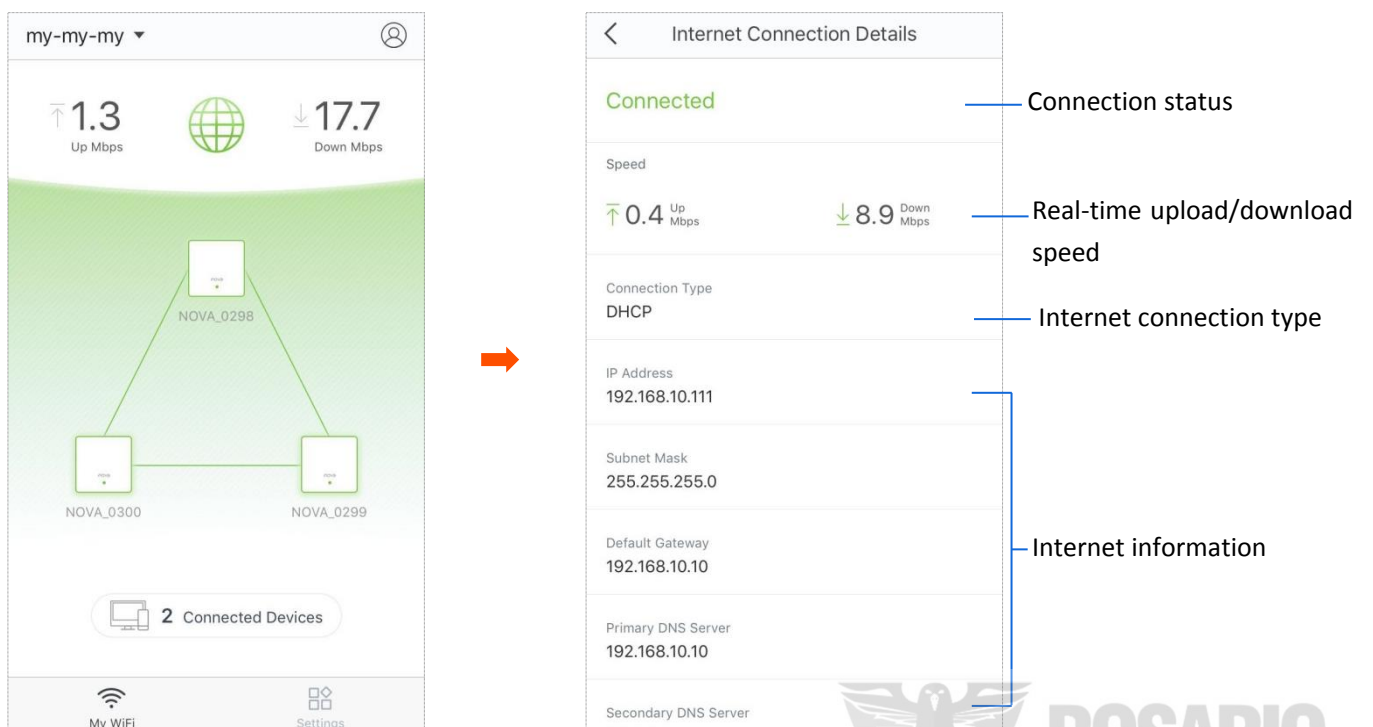 my-my-my
1.3
Up Mbps
17.7
Down Mbps
nova
NOVA_0298
nova
NOVA_0300
nova
NOVA_0299
2 Connected Devices
My WiFi
Settings
Internet Connection Details
Connected
Connection status
Speed
0.4 Up Mbps
8.9 Down Mbps
Real-time upload/download
speed
Connection Type
DHCP
Internet connection type
IP Address
192.168.10.111
Subnet Mask
255.255.255.0
Default Gateway
192.168.10.10
Internet information
Primary DNS Server
192.168.10.10
Secondary DNS Server
ROSARIO